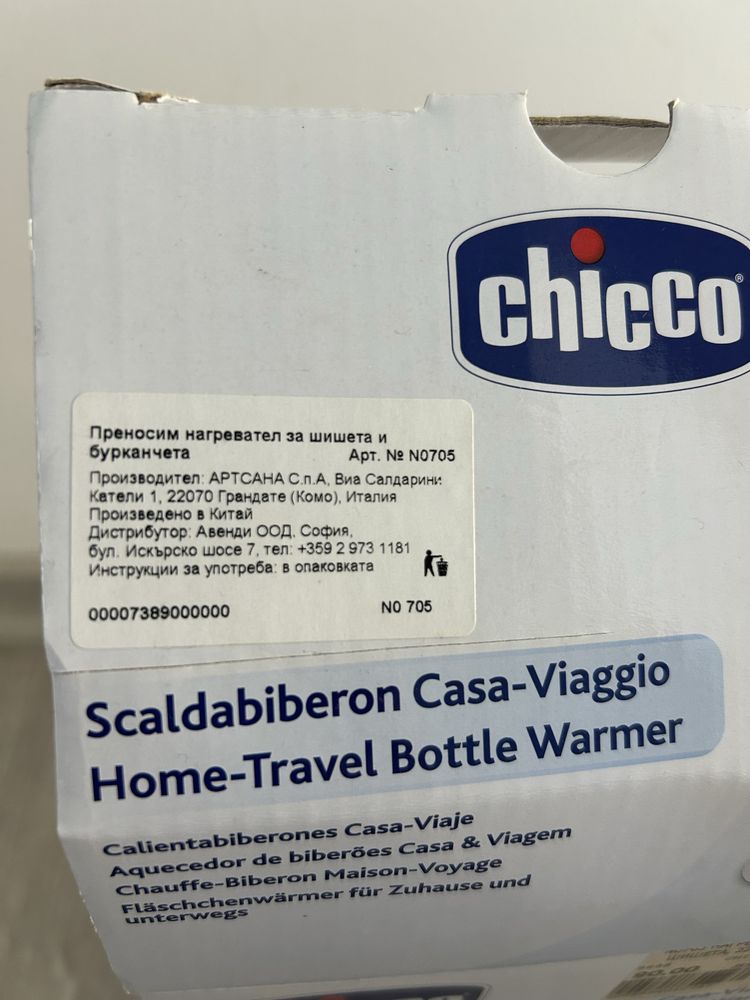 chicco®
Преносим нагревател за шишета и
бурканчета Арт. № N0705
Производител: АРТСАНА С.п.А, Виа Салдарини
Катели 1, 22070 Грандате (Комо), Италия
Произведено в Китай
Дистрибутор: Авенди ООД, София,
бул. Искърско шосе 7, тел: +359 2 973 1181
Инструкции за употреба: в опаковката
00007389000000 N0 705
Scaldabiberon Casa-Viaggio
Home-Travel Bottle Warmer
Calientabiberones Casa-Viaje
Aquecedor de biberões Casa & Viagem
Chauffe-Biberon Maison-Voyage
Fläschchenwärmer für Zuhause und
unterwegs
90.00